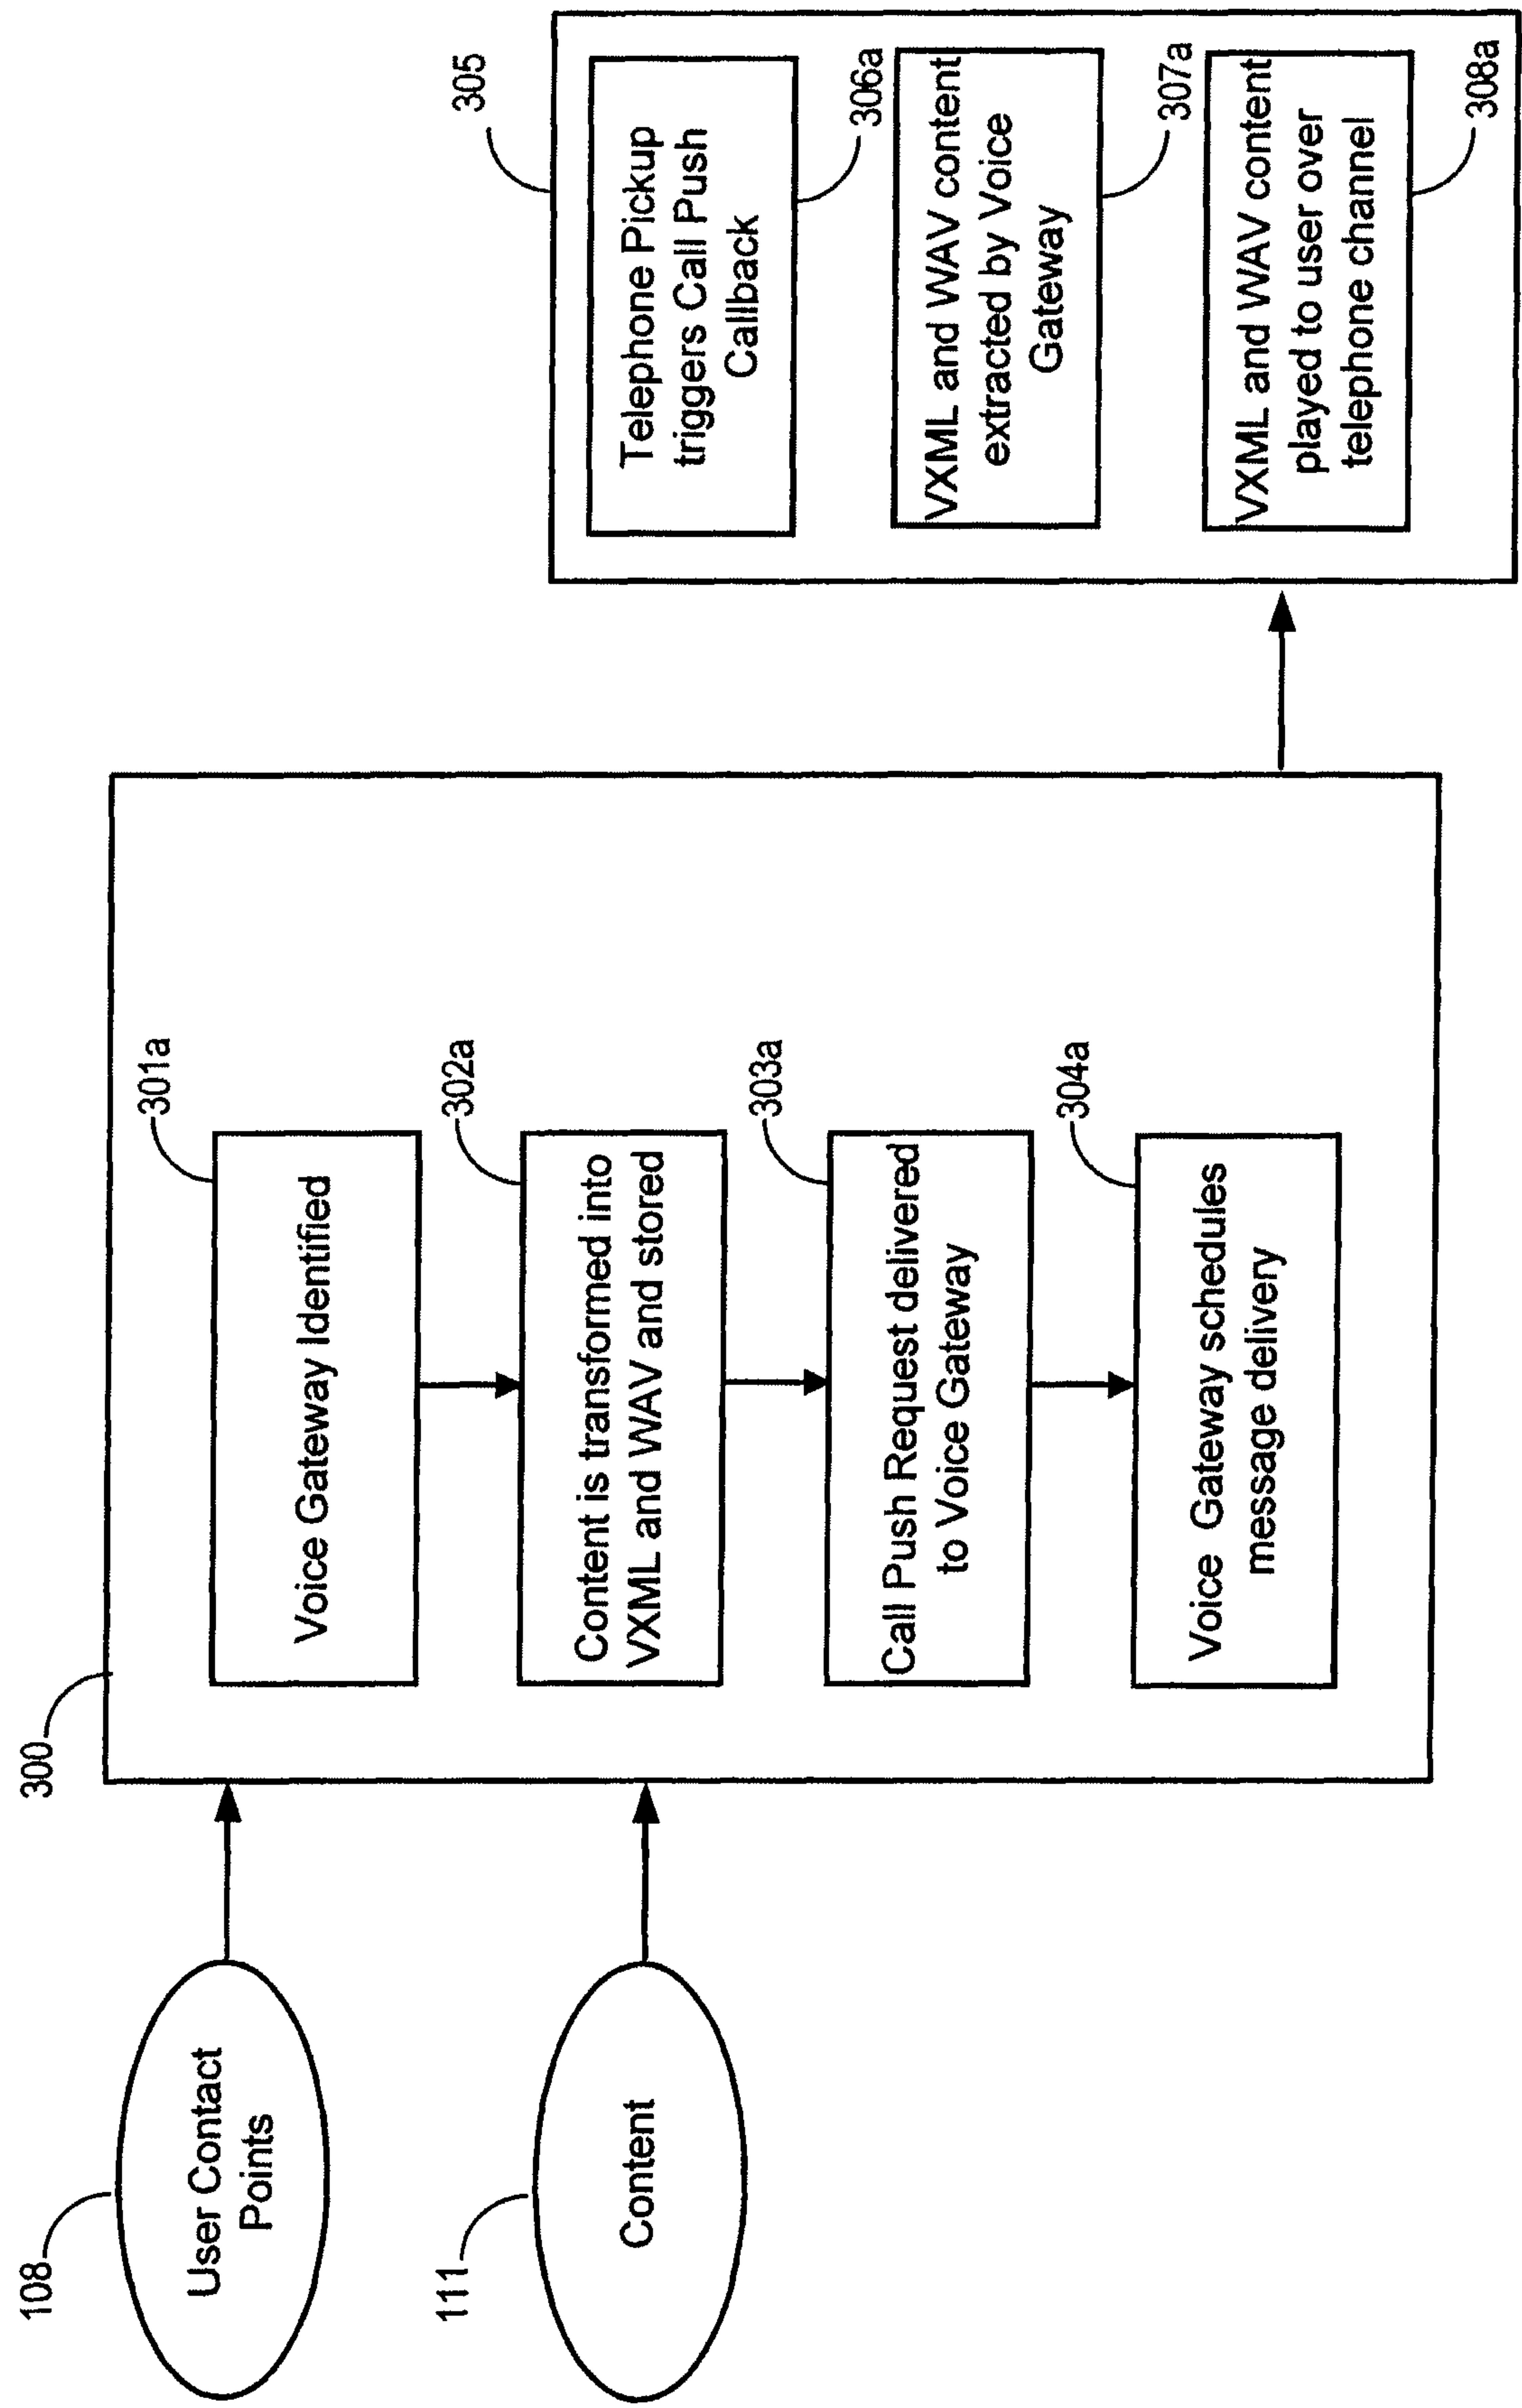 108
User Contact
Points
111
Content
300
301a
Voice Gateway Identified
302a
Content is transformed into
VXML and WAV and stored
303a
Call Push Request delivered
to Voice Gateway
304a
Voice Gateway schedules
message delivery
305
Telephone Pickup
triggers Call Push
Callback
306a
VXML and WAV content
extracted by Voice
Gateway
307a
VXML and WAV content
played to user over
telephone channel
308a